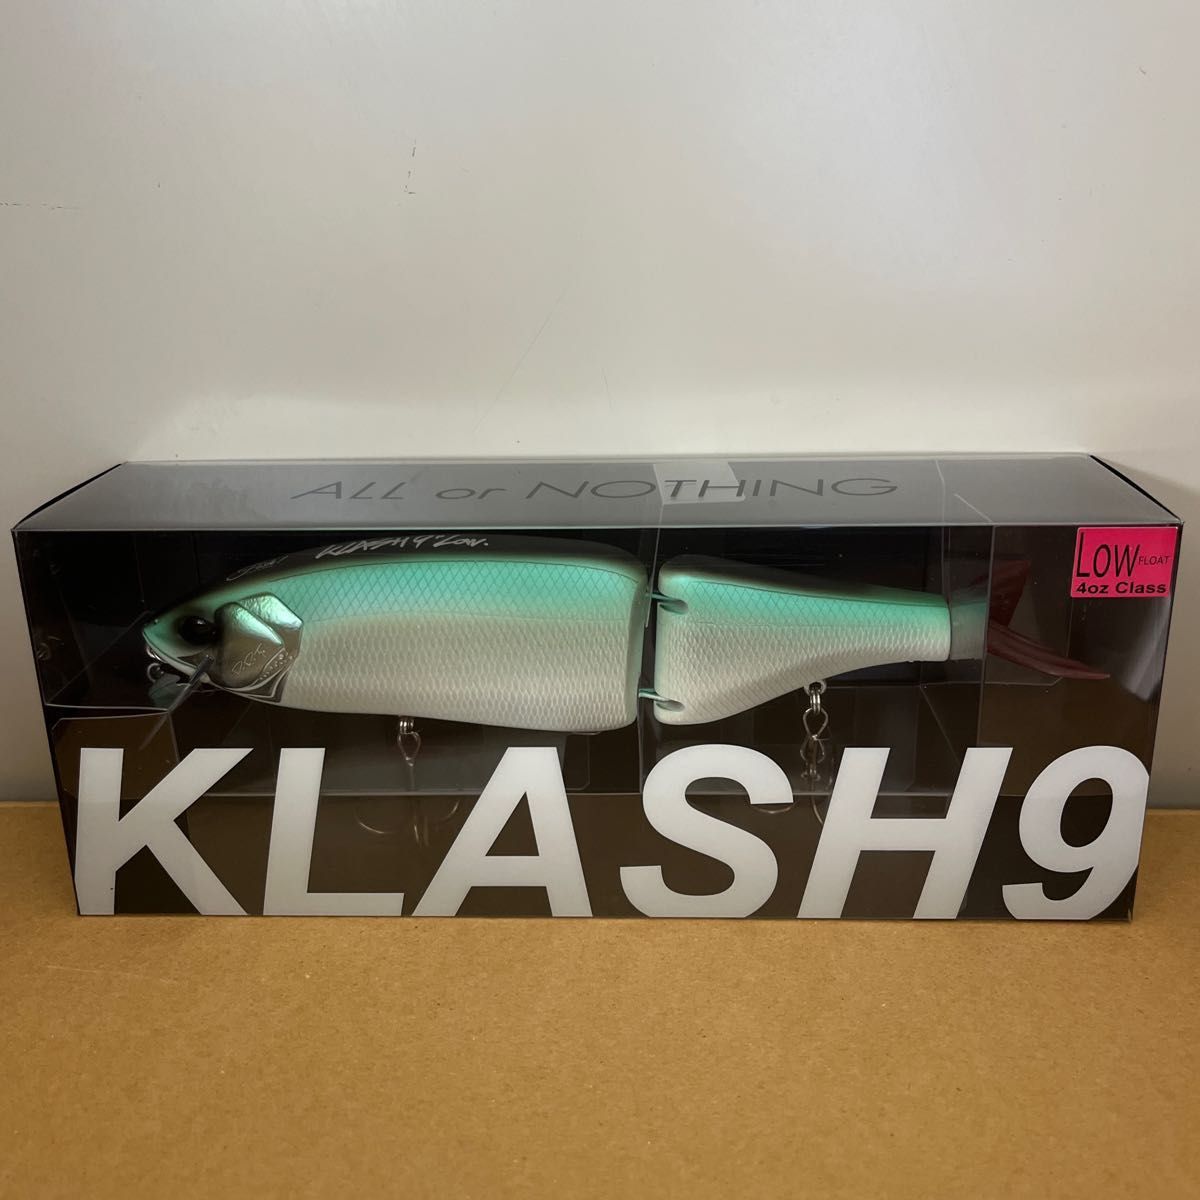 ALL or NOTHING
LOW FLOAT
4oz Class
KLASH9 Low.
KLASH9